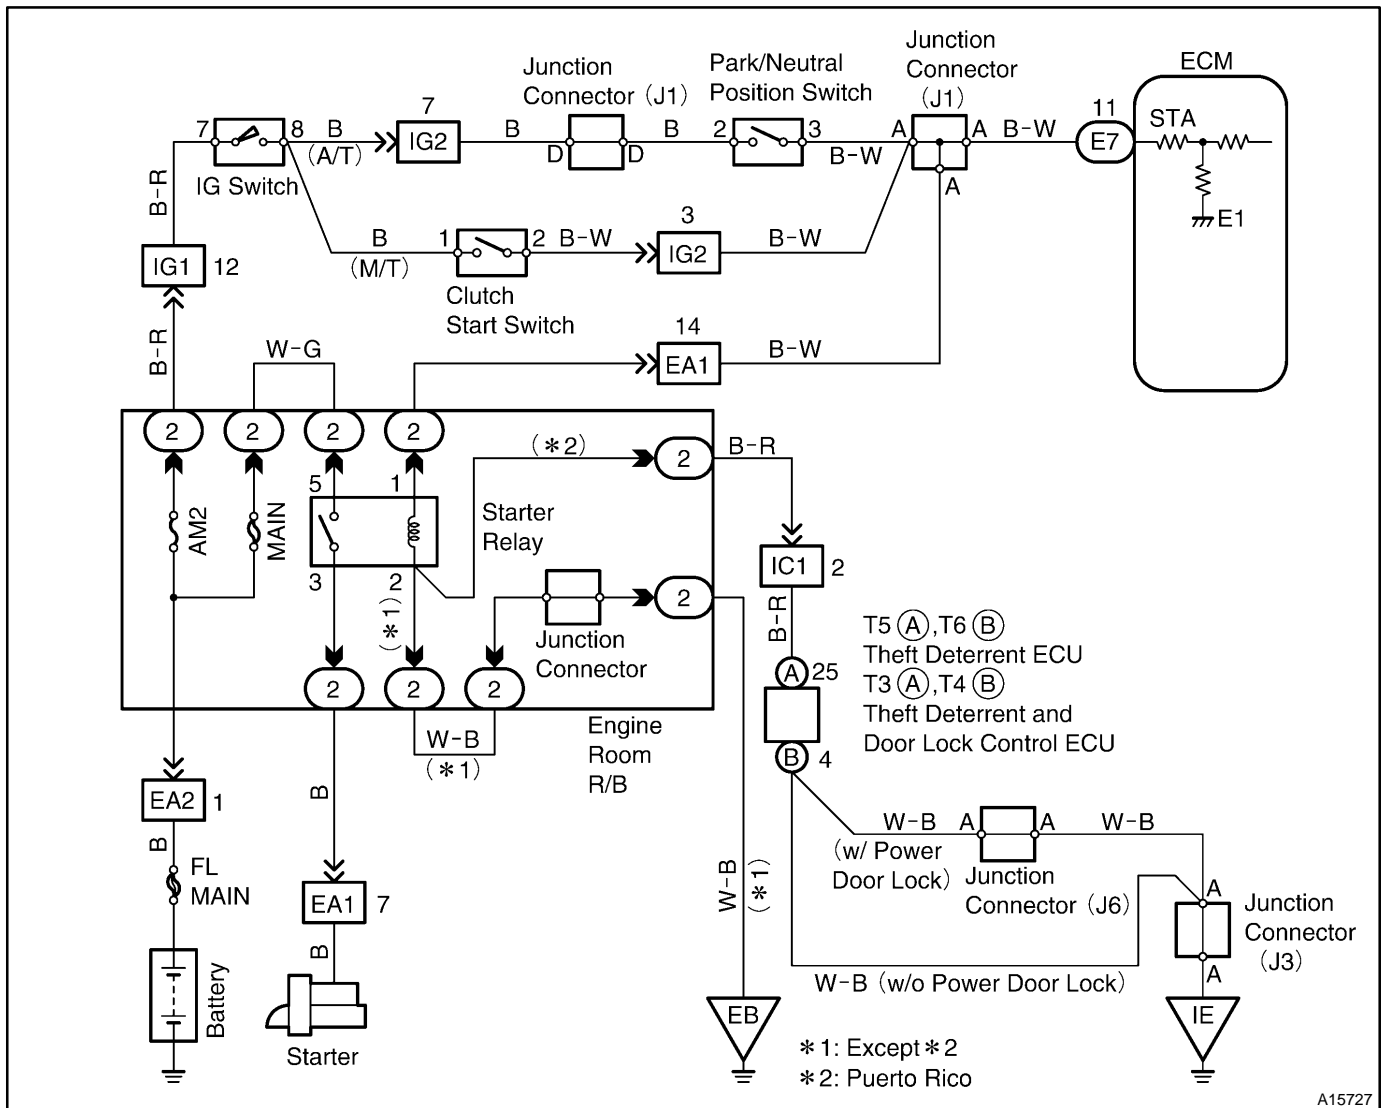 Junction
Connector
(J1)
ECM
Junction
Connector (J1)
Park/Neutral
Position Switch
7
11
7
8
B
(A/T)
IG2
B
D
D
B
2
3
B-W
A
A
B-W
E7
STA
IG Switch
A
E1
B-R
3
B
(M/T)
1
2
B-W
IG2
B-W
IG1
12
Clutch
Start Switch
14
B-R
W-G
EA1
B-W
2
2
2
2
(*2)
2
B-R
5
1
AM2
MAIN
Starter
Relay
IC1
2
3
2
(*1)
2
B-R
Junction
Connector
T5 A, T6 B
Theft Deterrent ECU
T3 A, T4 B
Theft Deterrent and
Door Lock Control ECU
A
25
2
2
2
Engine
Room
R/B
W-B
(*1)
B
4
EA2
1
B
B
W-B
(w/ Power
Door Lock)
A
A
W-B
FL
MAIN
W-B
(*1)
Junction
Connector (J6)
A
EA1
7
Junction
Connector
(J3)
B
A
Battery
W-B (w/o Power Door Lock)
EB
IE
Starter
*1: Except *2
*2: Puerto Rico
A15727